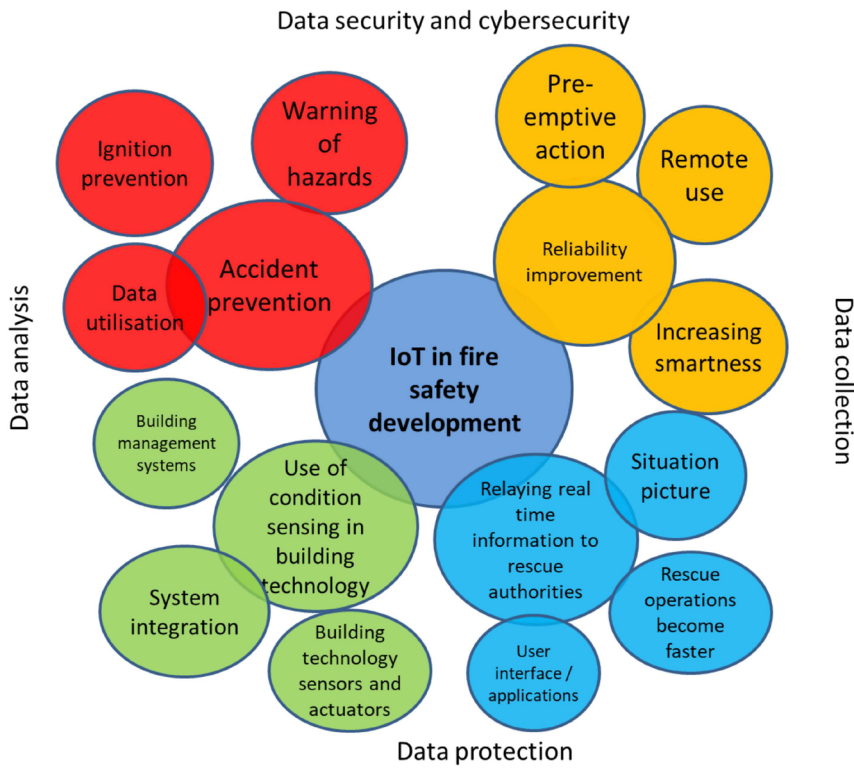 Data security and cybersecurity
Ignition
prevention
Warning
of
hazards
Accident
prevention
Data
utilisation
Pre-
emptive
action
Remote
use
Reliability
improvement
Increasing
smartness
Data analysis
Data collection
IoT in fire
safety
development
Building
management
systems
Use of
condition
sensing in
building
technology
System
integration
Building
technology
sensors and
actuators
Relaying real
time
information to
rescue
authorities
Situation
picture
Rescue
operations
become
faster
User
interface /
applications
Data protection